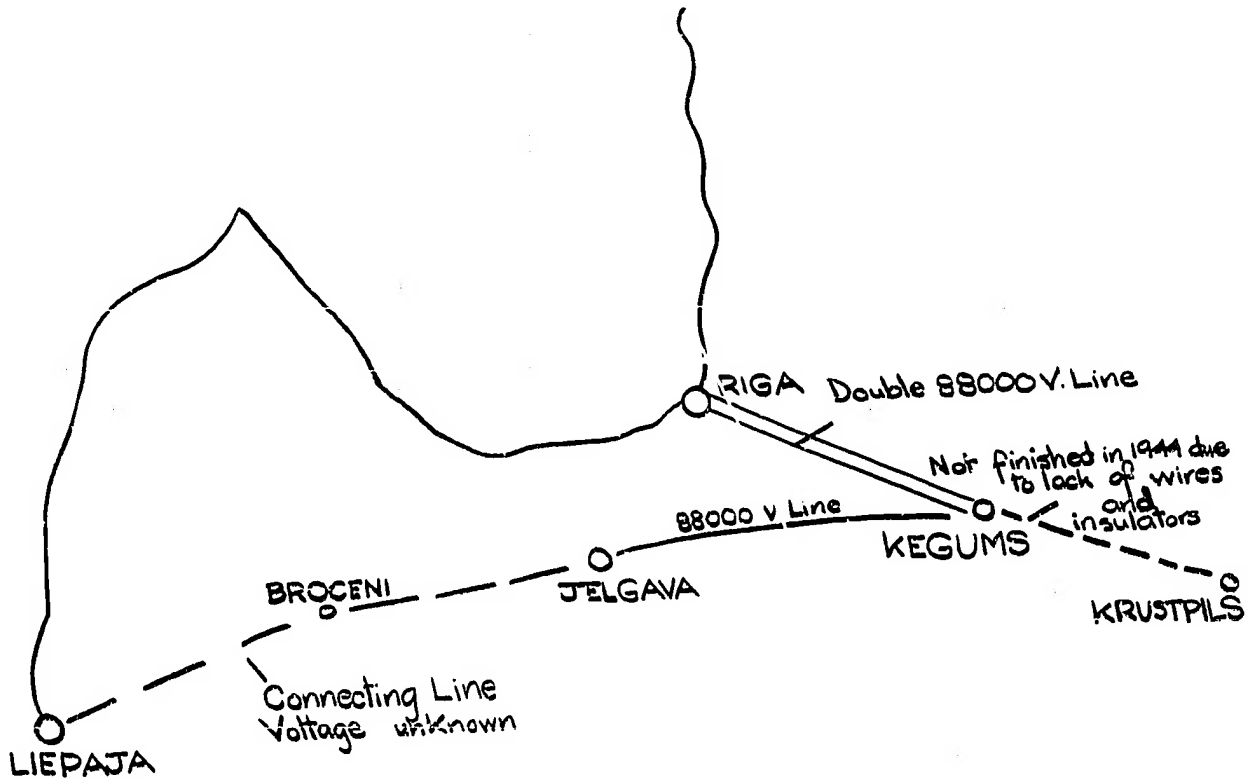 RIGA
Double 88000 V. Line
Not finished in 1944 due
to lack of wires
and
insulators
88000 V Line
KEGUMS
BROCENI
JELGAVA
KRUSTPILS
Connecting Line
Voltage unknown
LIEPAJA